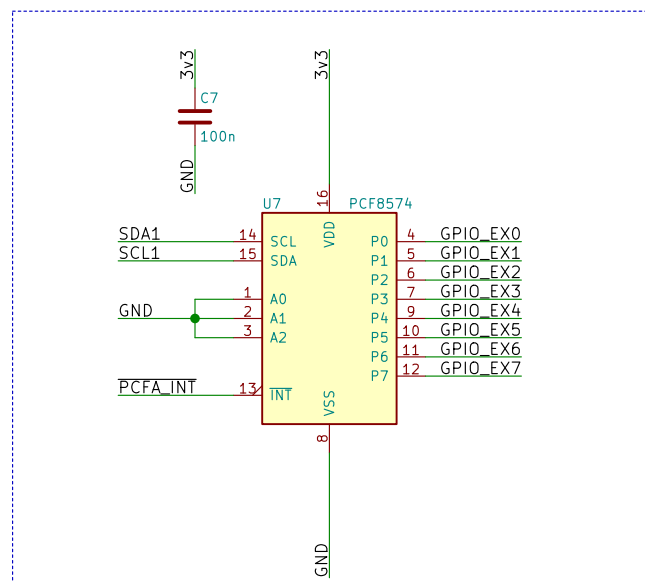 3v3
3v3
C7
100n
GND
U7
PCF8574
16
VDD
SDA1 14 SCL
SCL1 15 SDA
1 A0
GND 2 A1
3 A2
PCFA_INT 13 INT
P0 4 GPIO_EX0
P1 5 GPIO_EX1
P2 6 GPIO_EX2
P3 7 GPIO_EX3
P4 9 GPIO_EX4
P5 10 GPIO_EX5
P6 11 GPIO_EX6
P7 12 GPIO_EX7
VSS
8
GND